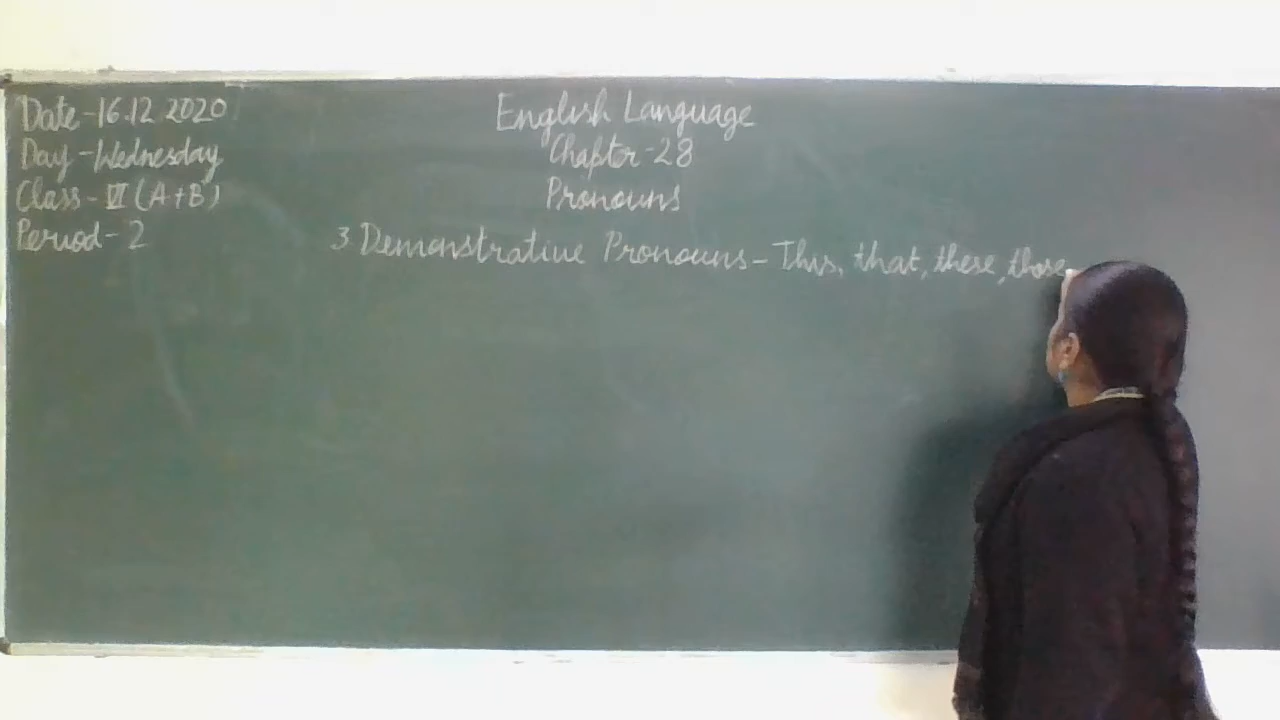 Date-16.12 2020
Day-Wednesday
Class-VI (A+B)
Period-2
English Language
Chapter-28
Pronouns
3. Demonstrative Pronouns-This, that, these, those